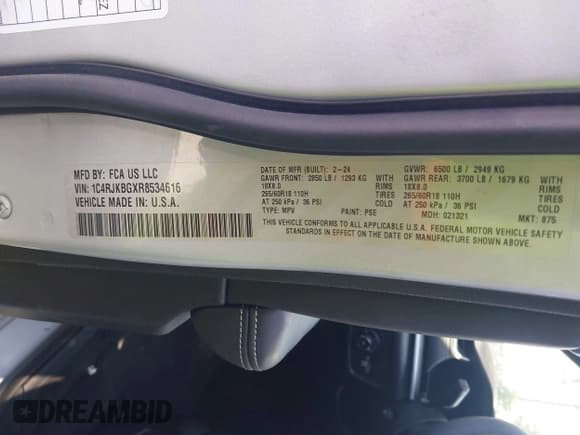 MFD BY: FCA US LLC
VIN: 1C4RJKBGXR8534616
VEHICLE MADE IN: U.S.A.
DATE OF MFR (BUILT): 2-24
GVWR: 6500 LB / 2949 KG
GAWR FRONT: 2850 LB / 1293 KG
GAWR REAR: 3700 LB / 1679 KG
18X8.0
18X8.0
RIMS
RIMS
265/60R18 110H
TIRES
265/60R18 110H
TIRES
AT 250 kPa / 36 PSI
COLD
AT 250 kPa / 36 PSI
COLD
TYPE: MPV
PAINT: PSE
MDH: 021321
MKT: 875
THIS VEHICLE CONFORMS TO ALL APPLICABLE U.S.A. FEDERAL MOTOR VEHICLE SAFETY
STANDARDS IN EFFECT ON THE DATE OF MANUFACTURE SHOWN ABOVE.
DREAMBID